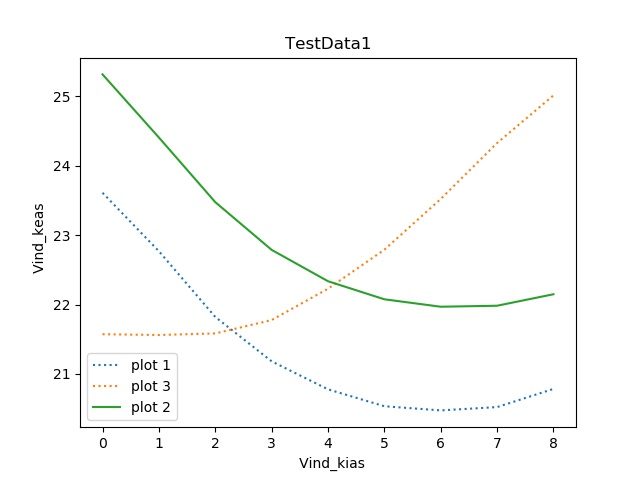 TestData1
Vind_keas
25
24
23
22
21
plot 1
plot 3
plot 2
0 1 2 3 4 5 6 7 8
Vind_kias